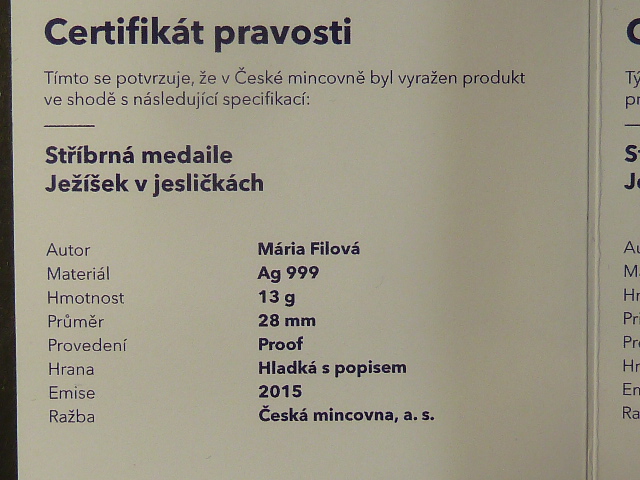 Certifikát pravosti
Tímto se potvrzuje, že v České mincovně byl vyražen produkt
ve shodě s následující specifikací:
Stříbrná medaile
Ježíšek v jesličkách
Autor Mária Filová
Materiál Ag 999
Hmotnost 13 g
Průměr 28 mm
Provedení Proof
Hrana Hladká s popisem
Emise 2015
Ražba Česká mincovna, a. s.